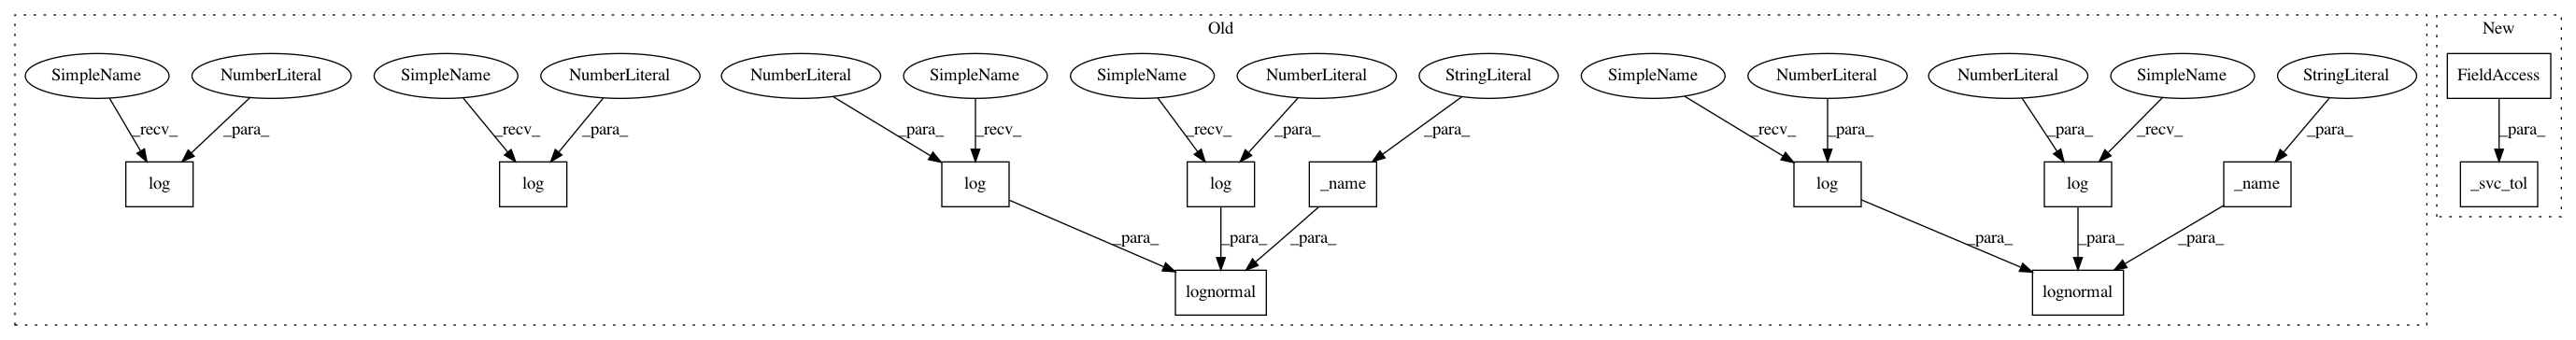 Old
New
SimpleName
NumberLiteral
SimpleName
NumberLiteral
NumberLiteral
SimpleName
SimpleName
NumberLiteral
StringLiteral
SimpleName
NumberLiteral
NumberLiteral
SimpleName
StringLiteral
FieldAccess
_recv_
_para_
_recv_
_para_
_para_
_recv_
_recv_
_para_
_para_
_recv_
_para_
_para_
_recv_
_para_
_para_
log
log
log
log
_name
log
log
_name
_svc_tol
_para_
_para_
_para_
_para_
_para_
_para_
lognormal
lognormal